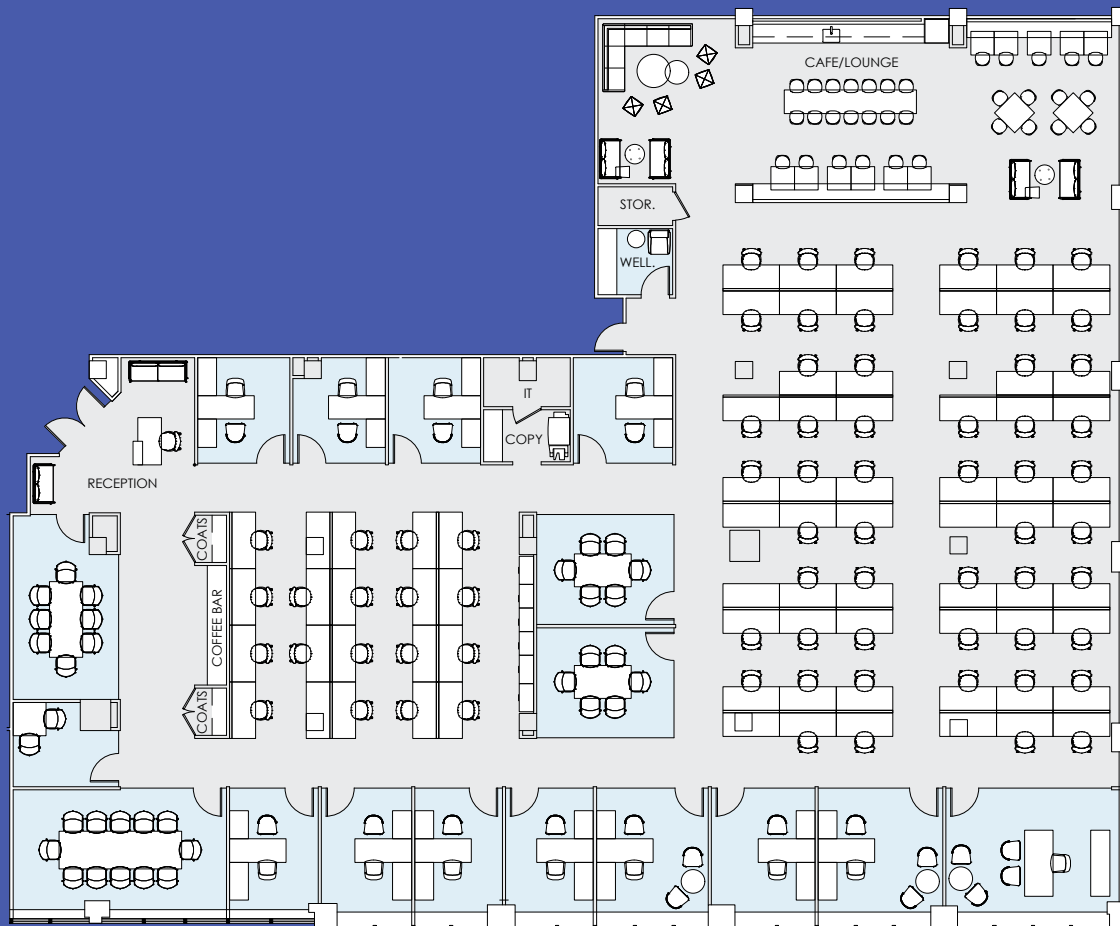 CAFE/LOUNGE
STOR.
WELL.
IT
COPY
RECEPTION
COATS
COFFEE BAR
COATS